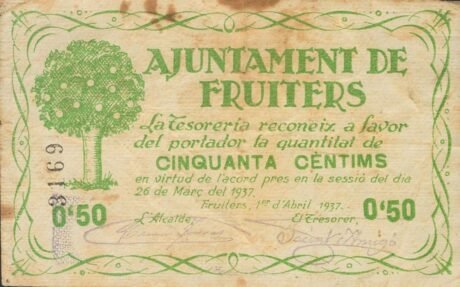 AJUNTAMENT DE
FRUITERS
La Tesorería reconeix a favor
del portador la quantitat de
CINQUANTA CÈNTIMS
en virtud de l'acord pres en la sessió del dia
26 de Març del 1937.
Fruiters, 1er d'Abril 1937.-
L'Alcalde,
El Tresorer,
0'50
0'50
3169